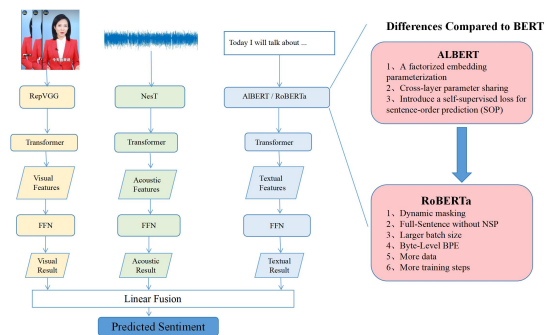 Differences Compared to BERT
Today I will talk about ...
ALBERT
1、 A factorized embedding
parameterization
2、 Cross-layer parameter sharing
3、 Introduce a self-supervised loss for
sentence-order prediction (SOP)
RepVGG
NesT
AlBERT / RoBERTa
Transformer
Transformer
Transformer
Visual
Features
Acoustic
Features
Textual
Features
RoBERTa
1、 Dynamic masking
2、 Full-Sentence without NSP
3、 Larger batch size
4、 Byte-Level BPE
5、 More data
6、 More training steps
FFN
FFN
FFN
Visual
Result
Acoustic
Result
Textual
Result
Linear Fusion
Predicted Sentiment